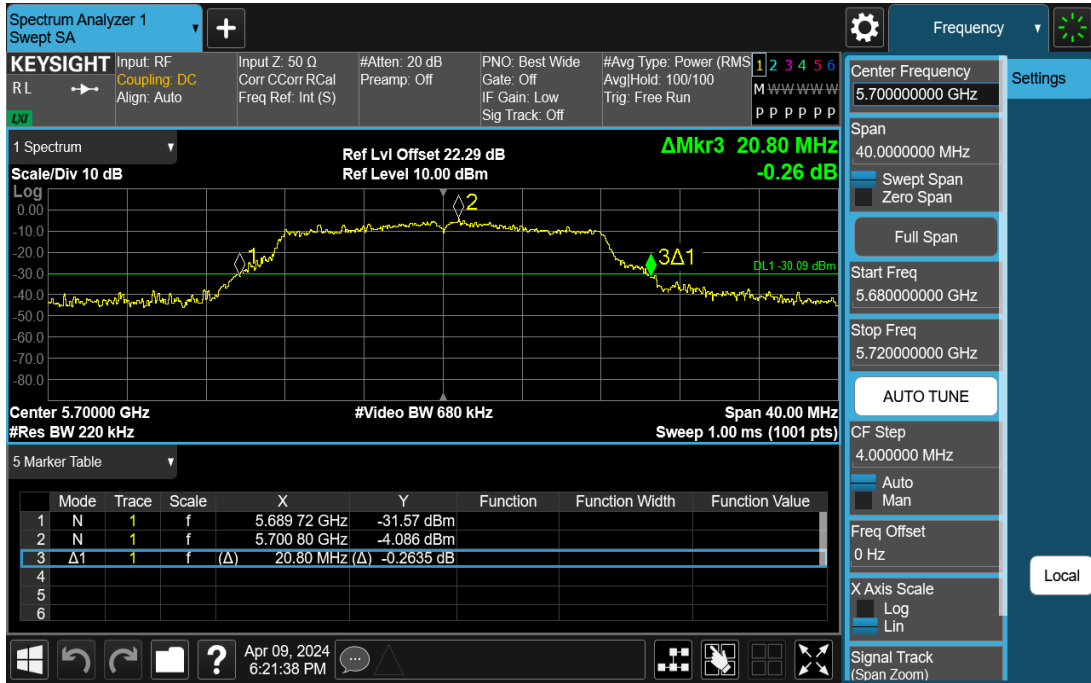 Spectrum Analyzer 1
Swept SA
+
Frequency
KEYSIGHT
RL
LXI
Input: RF
Coupling: DC
Align: Auto
Input Z: 50 Ω
Corr CCorr RCal
Freq Ref: Int (S)
#Atten: 20 dB
Preamp: Off
PNO: Best Wide
Gate: Off
IF Gain: Low
Sig Track: Off
#Avg Type: Power (RMS
Avg|Hold: 100/100
Trig: Free Run
1 2 3 4 5 6
M W W W W W
P P P P P P
1 Spectrum
Scale/Div 10 dB
Ref Lvl Offset 22.29 dB
Ref Level 10.00 dBm
ΔMkr3 20.80 MHz
-0.26 dB
Log
0.00
-10.0
-20.0
-30.0
-40.0
-50.0
-60.0
-70.0
-80.0
1
2
3Δ1
DL1 -30.09 dBm
Center 5.70000 GHz
#Video BW 680 kHz
Span 40.00 MHz
#Res BW 220 kHz
Sweep 1.00 ms (1001 pts)
5 Marker Table
Mode Trace Scale X Y Function Function Width Function Value
1 N 1 f 5.689 72 GHz -31.57 dBm
2 N 1 f 5.700 80 GHz -4.086 dBm
3 Δ1 1 f (Δ) 20.80 MHz (Δ) -0.2635 dB
4
5
6
?
Apr 09, 2024
6:21:38 PM
Center Frequency
5.700000000 GHz
Span
40.0000000 MHz
Swept Span
Zero Span
Full Span
Start Freq
5.680000000 GHz
Stop Freq
5.720000000 GHz
AUTO TUNE
CF Step
4.000000 MHz
Auto
Man
Freq Offset
0 Hz
X Axis Scale
Log
Lin
Signal Track
(Span Zoom)
Settings
Local